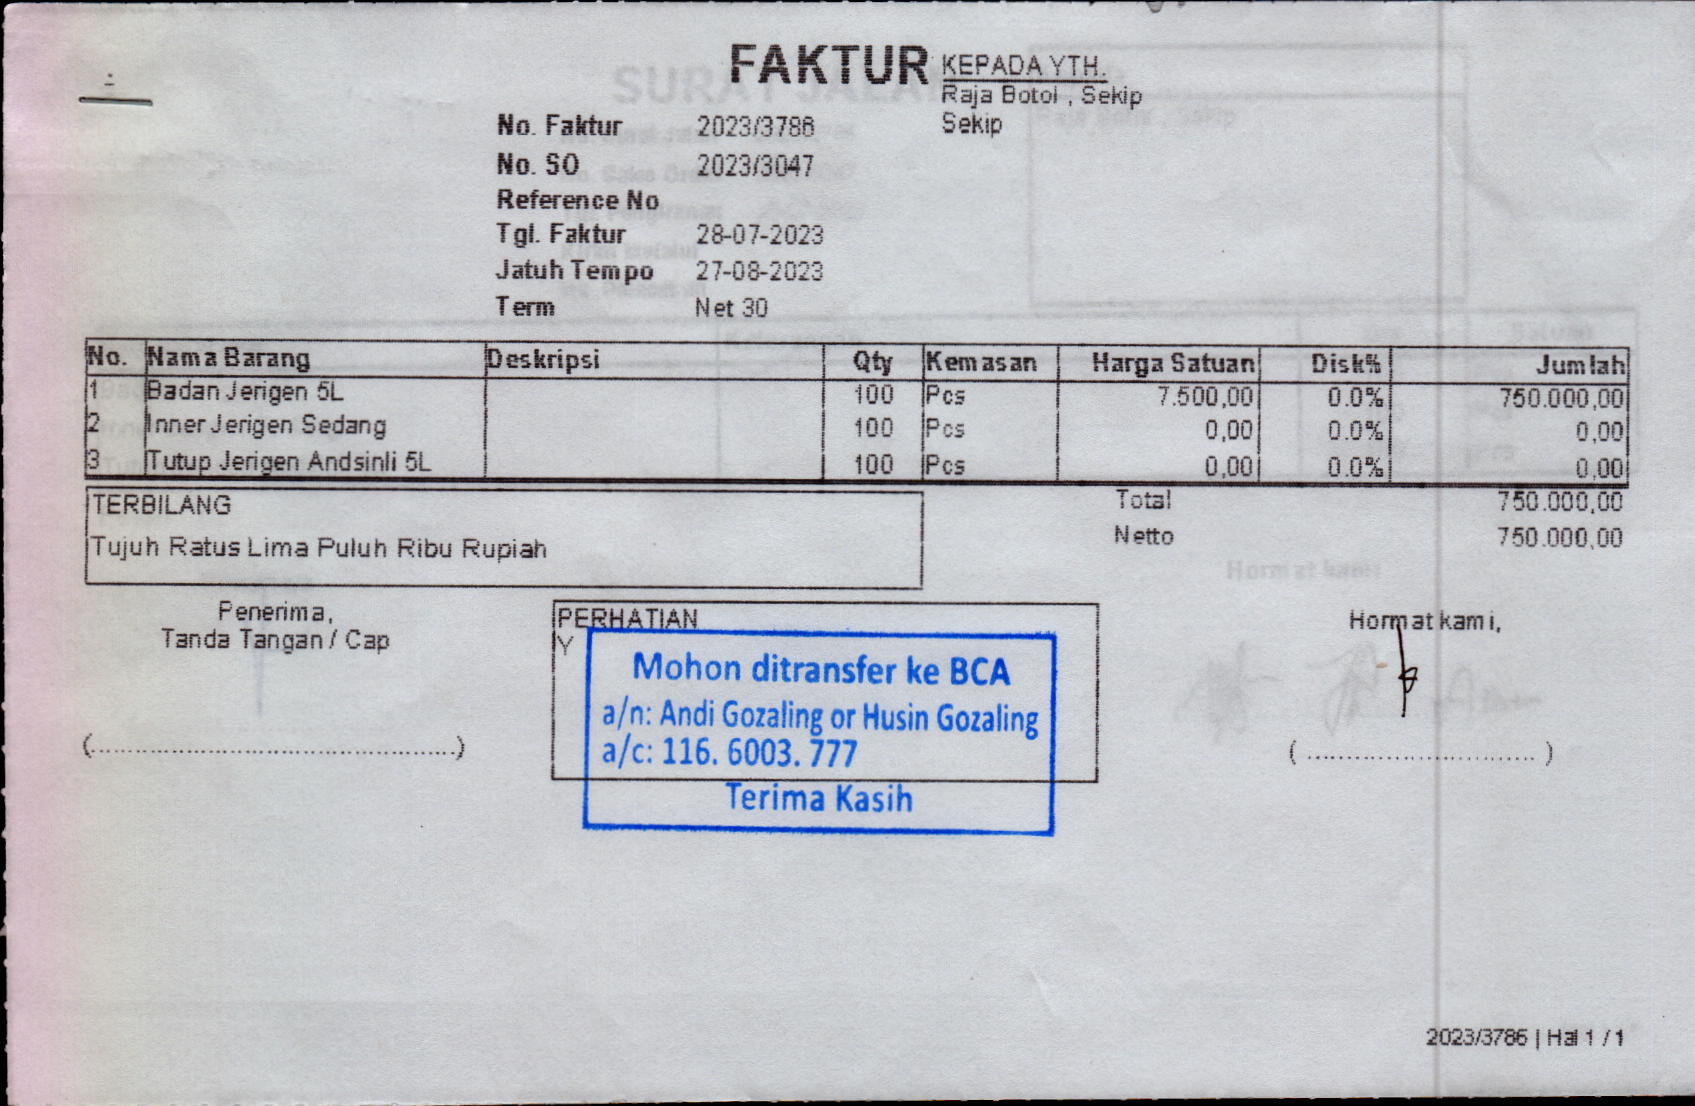 FAKTUR
KEPADA YTH.
Raja Botol , Sekip
Sekip
No. Faktur 2023/3786
No. SO 2023/3047
Reference No
Tgl. Faktur 28-07-2023
Jatuh Tempo 27-08-2023
Term Net 30
No. Nama Barang Deskripsi Qty Kemasan Harga Satuan Disk% Jumlah
1 Badan Jerigen 5L 100 Pcs 7.500,00 0.0% 750.000,00
2 Inner Jerigen Sedang 100 Pcs 0,00 0.0% 0,00
3 Tutup Jerigen Andsinli 5L 100 Pcs 0,00 0.0% 0,00
TERBILANG
Tujuh Ratus Lima Puluh Ribu Rupiah
Total 750.000,00
Netto 750.000,00
Penerima,
Tanda Tangan / Cap
(........................................)
PERHATIAN
Y
Mohon ditransfer ke BCA
a/n: Andi Gozaling or Husin Gozaling
a/c: 116. 6003. 777
Terima Kasih
Hormat kami,
(............................)
2023/3786 | Hal 1 / 1